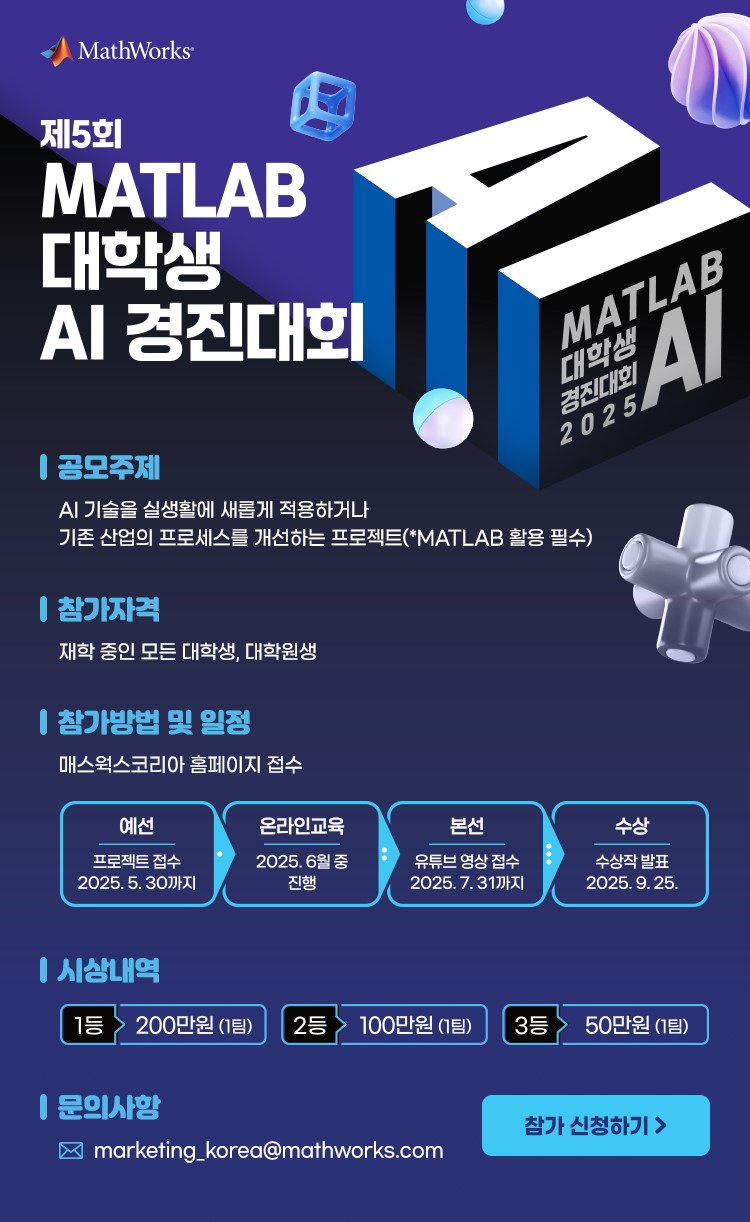 MathWorks®
제5회
MATLAB
대학생
AI 경진대회
MATLAB
대학생
경진대회
2025
AI
공모주제
AI 기술을 실생활에 새롭게 적용하거나
기존 산업의 프로세스를 개선하는 프로젝트(*MATLAB 활용 필수)
참가자격
재학 중인 모든 대학생, 대학원생
참가방법 및 일정
매스웍스코리아 홈페이지 접수
예선
프로젝트 접수
2025. 5. 30까지
온라인교육
2025. 6월 중
진행
본선
유튜브 영상 접수
2025. 7. 31까지
수상
수상작 발표
2025. 9. 25.
시상내역
1등 200만원 (1팀)
2등 100만원 (1팀)
3등 50만원 (1팀)
문의사항
marketing_korea@mathworks.com
참가 신청하기 >